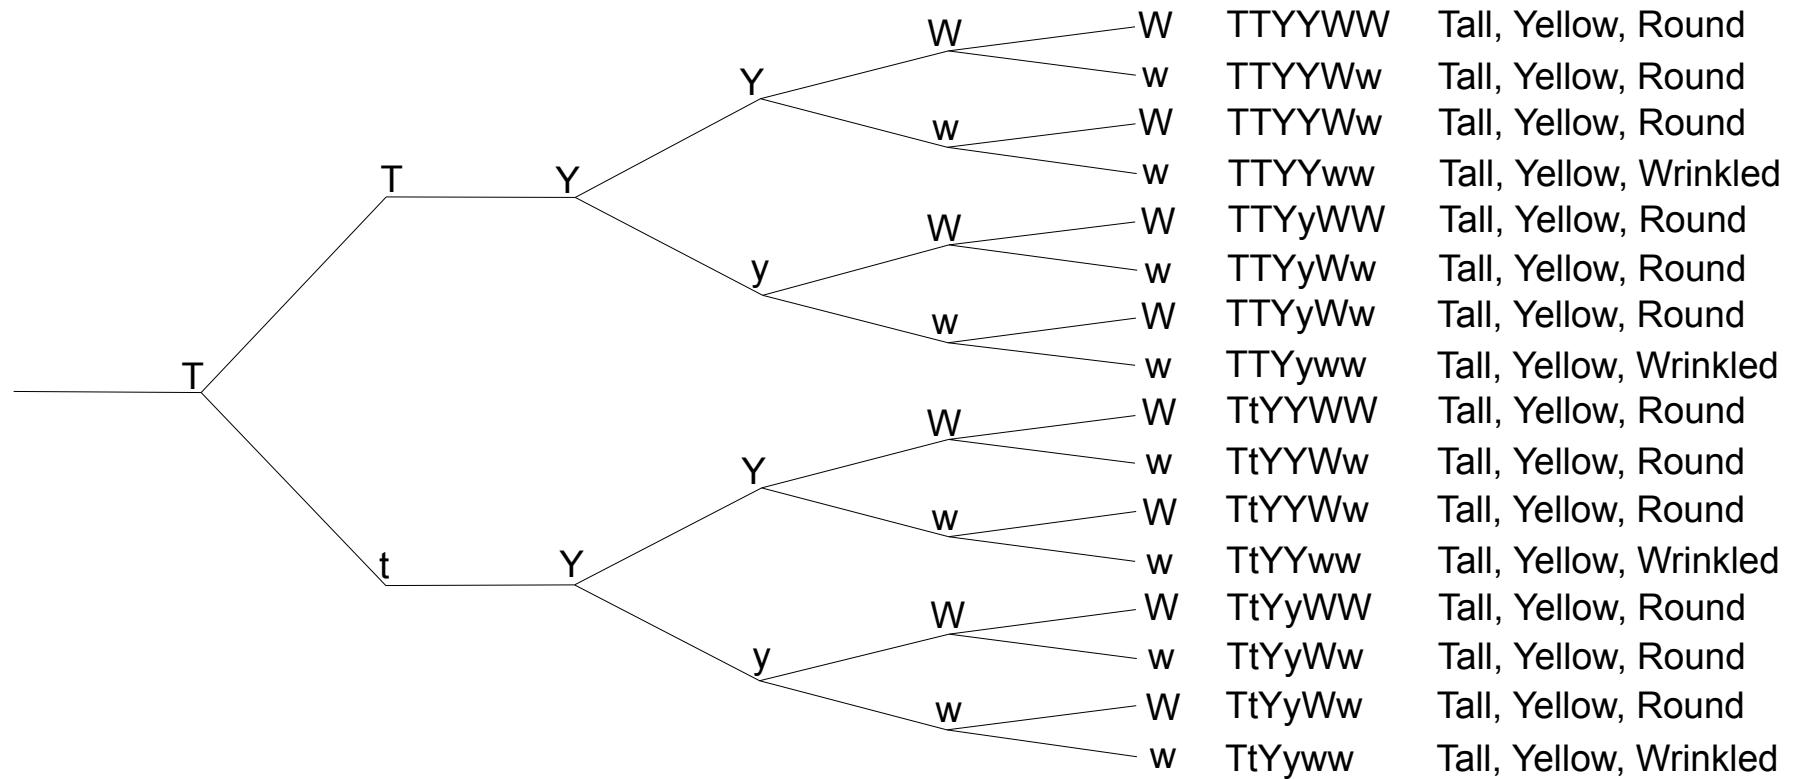 W W TTYYWW Tall, Yellow, Round
Y w TTYYWw Tall, Yellow, Round
w W TTYYWw Tall, Yellow, Round
T Y w TTYYww Tall, Yellow, Wrinkled
W W TTYyWW Tall, Yellow, Round
y w TTYyWw Tall, Yellow, Round
w W TTYyWw Tall, Yellow, Round
T w TTYyww Tall, Yellow, Wrinkled
W W TtYYWW Tall, Yellow, Round
Y w TtYYWw Tall, Yellow, Round
w W TtYYWw Tall, Yellow, Round
t Y w TtYYww Tall, Yellow, Wrinkled
W W TtYyWW Tall, Yellow, Round
y w TtYyWw Tall, Yellow, Round
w W TtYyWw Tall, Yellow, Round
w TtYyww Tall, Yellow, Wrinkled